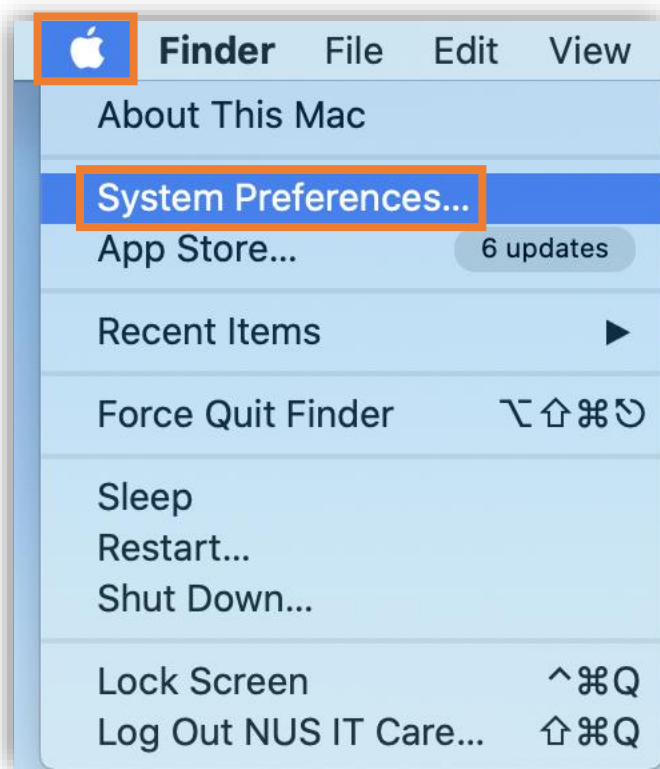 Finder File Edit View
About This Mac
System Preferences...
App Store... 6 updates
Recent Items ▶
Force Quit Finder ⌥⇧⌘⎋
Sleep
Restart...
Shut Down...
Lock Screen ^⌘Q
Log Out NUS IT Care... ⇧⌘Q